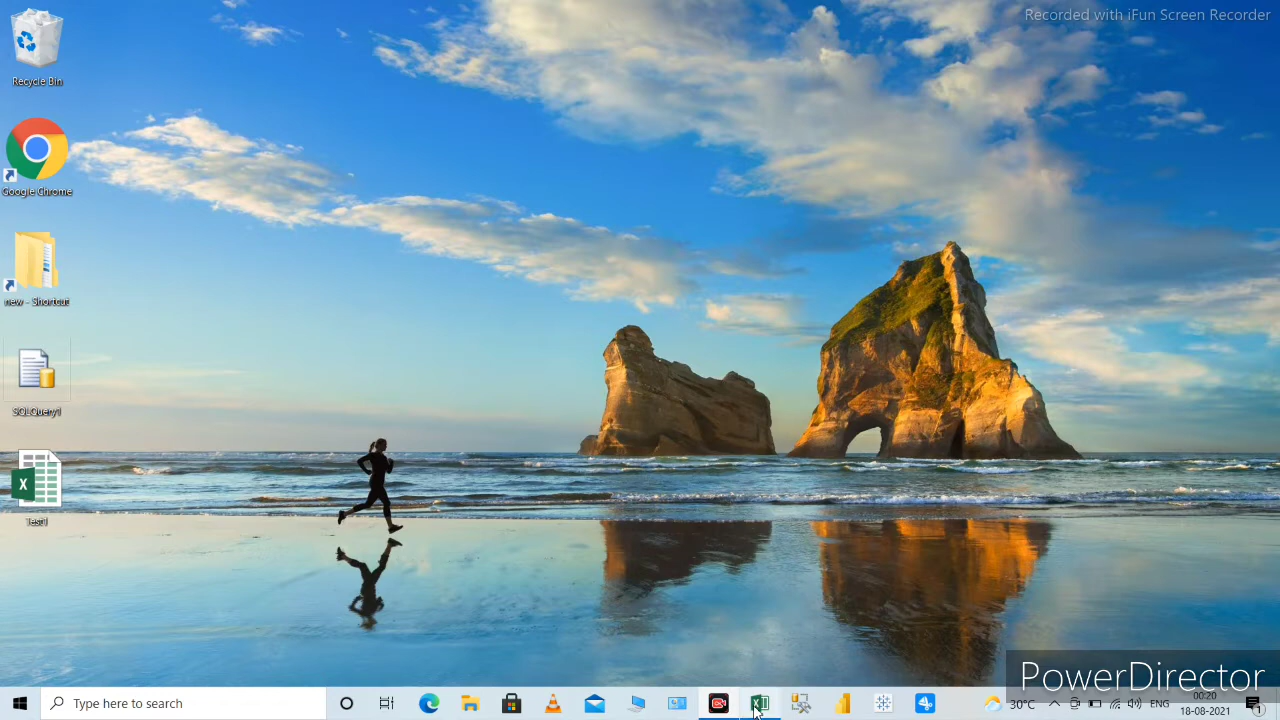 Recorded with iFun Screen Recorder
Recycle Bin
Google Chrome
new - Shortcut
SQLQuery1
Test1
PowerDirector
Type here to search
30°C
ENG
00:20
18-08-2021
1